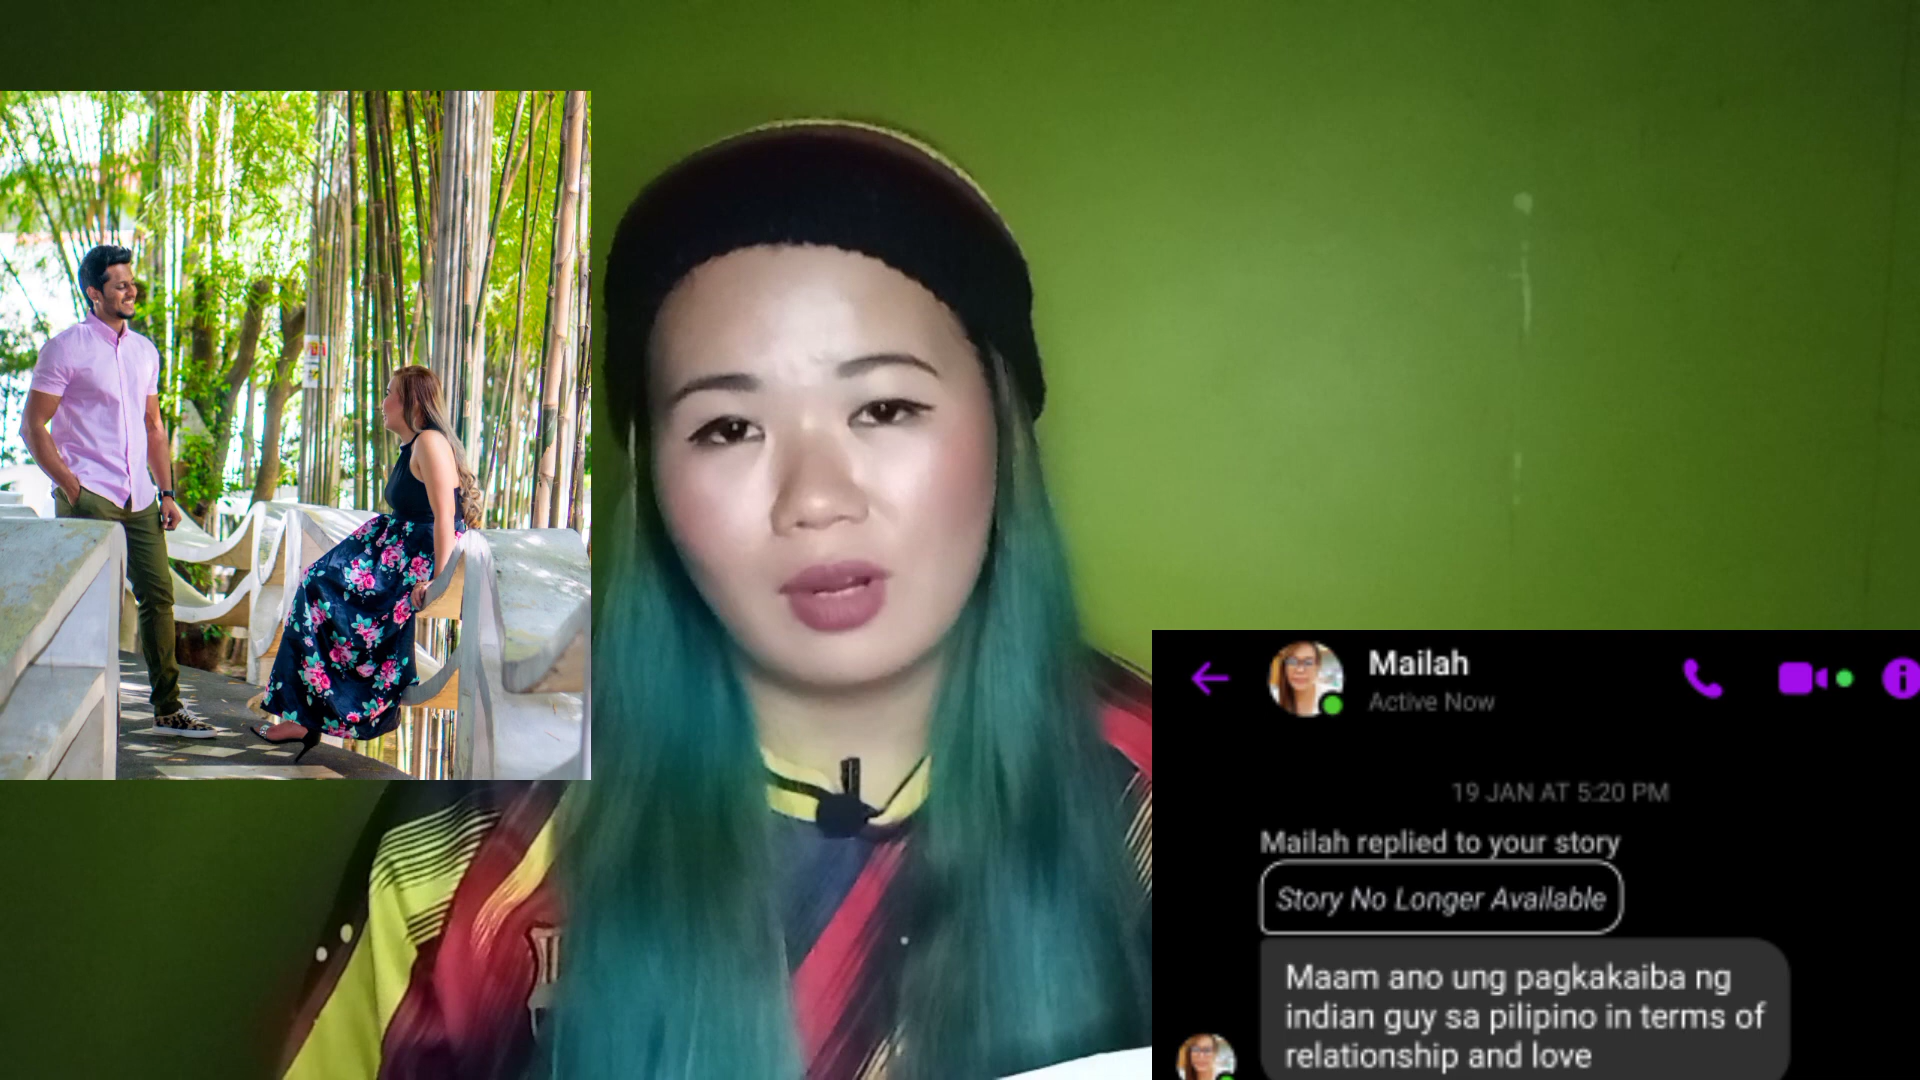 Mailah
Active Now
19 JAN AT 5:20 PM
Mailah replied to your story
Story No Longer Available
Maam ano ung pagkakaiba ng
indian guy sa pilipino in terms of
relationship and love